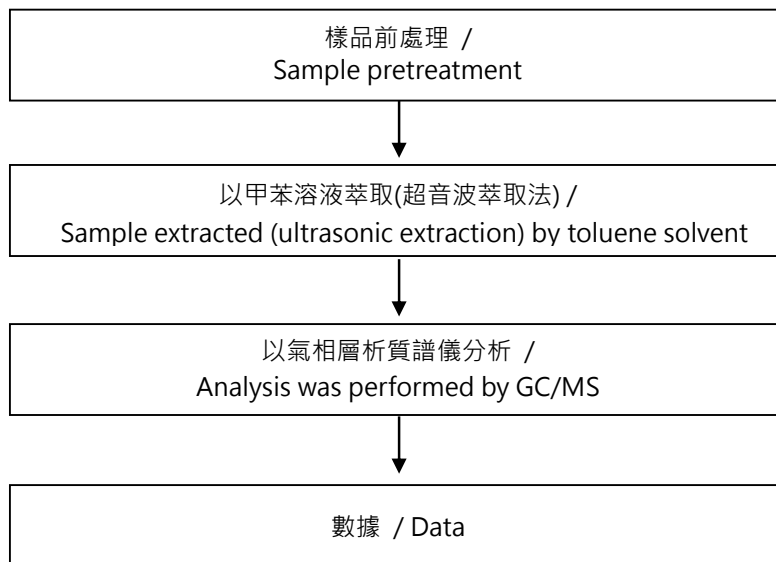 樣品前處理 /
Sample pretreatment
以甲苯溶液萃取(超音波萃取法) /
Sample extracted (ultrasonic extraction) by toluene solvent
以氣相層析質譜儀分析 /
Analysis was performed by GC/MS
數據 / Data